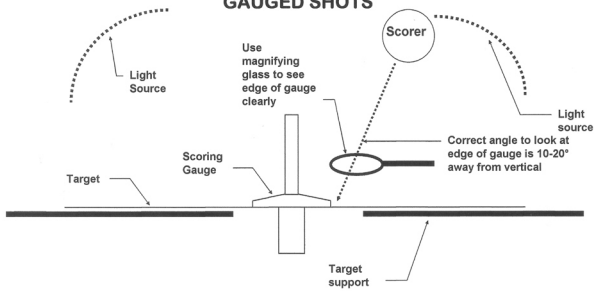 GAUGED SHOTS
Scorer
Use
magnifying
glass to see
edge of gauge
clearly
Light
Source
Light
source
Correct angle to look at
edge of gauge is 10-20°
away from vertical
Scoring
Gauge
Target
Target
support